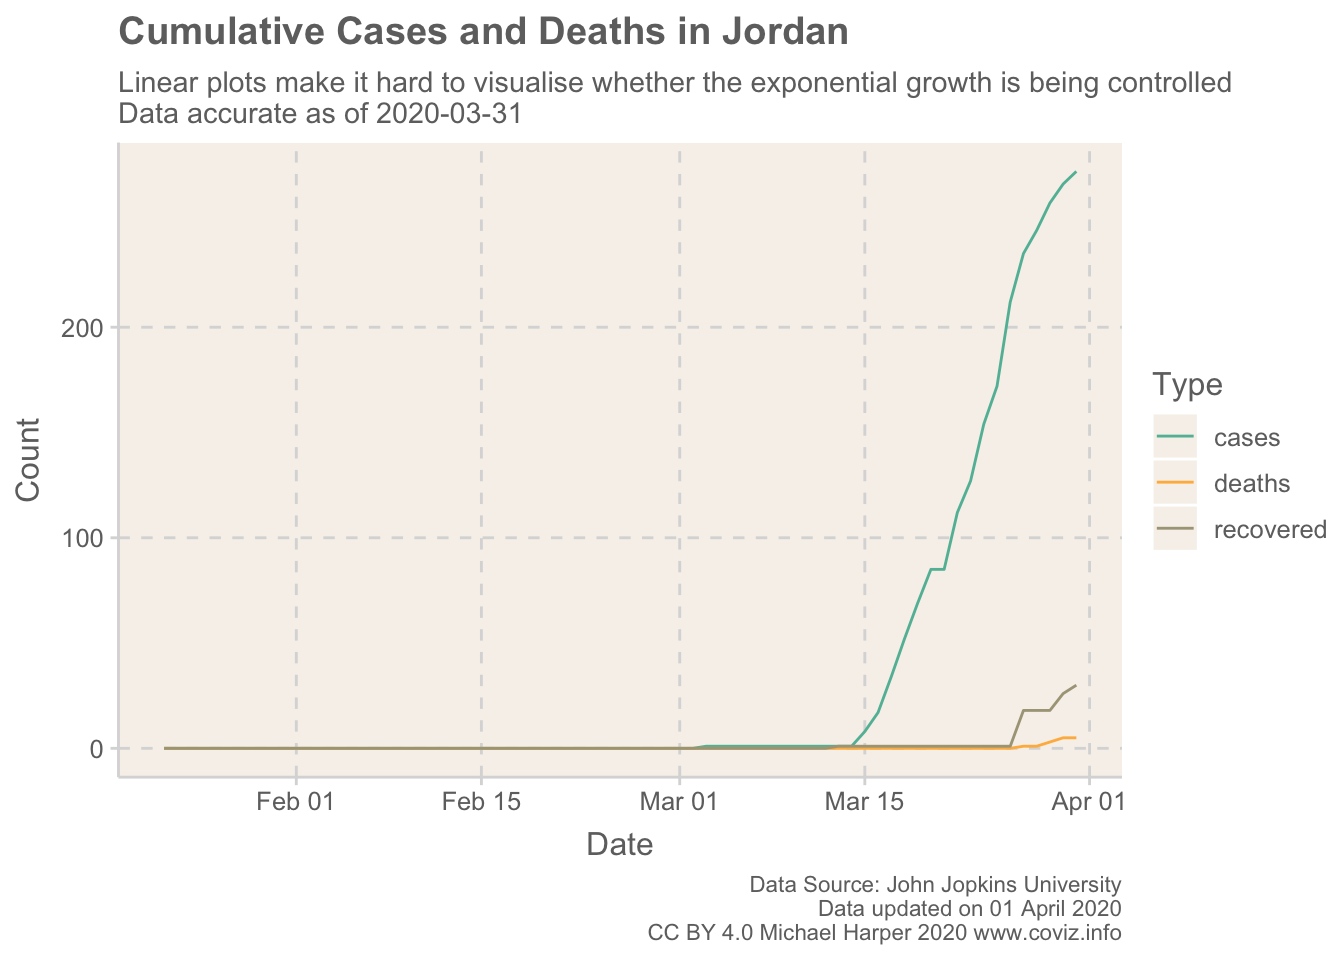 Cumulative Cases and Deaths in Jordan
Linear plots make it hard to visualise whether the exponential growth is being controlled
Data accurate as of 2020-03-31
Count
200
100
0
Feb 01
Feb 15
Mar 01
Mar 15
Apr 01
Date
Type
cases
deaths
recovered
Data Source: John Jopkins University
Data updated on 01 April 2020
CC BY 4.0 Michael Harper 2020 www.coviz.info